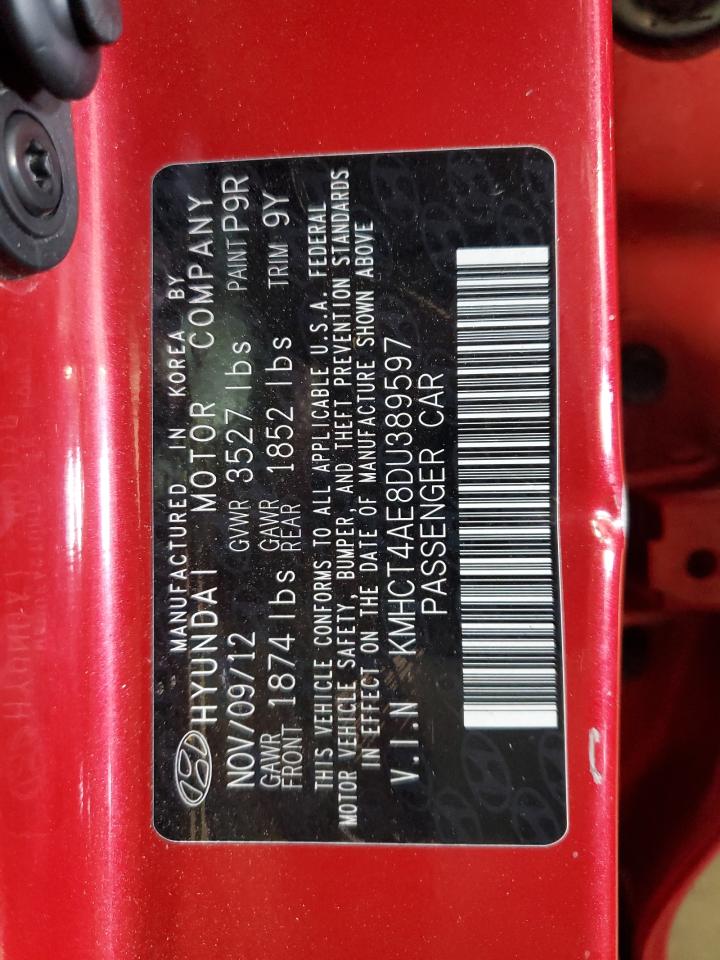 MANUFACTURED IN KOREA BY
HYUNDAI MOTOR COMPANY
NOV/09/12 GVWR 3527 lbs PAINT P9R
GAWR FRONT 1874 lbs GAWR REAR 1852 lbs TRIM 9Y
THIS VEHICLE CONFORMS TO ALL APPLICABLE U.S.A. FEDERAL
MOTOR VEHICLE SAFETY, BUMPER, AND THEFT PREVENTION STANDARDS
IN EFFECT ON THE DATE OF MANUFACTURE SHOWN ABOVE
V.I.N KMHCT4AE8DU389597
PASSENGER CAR